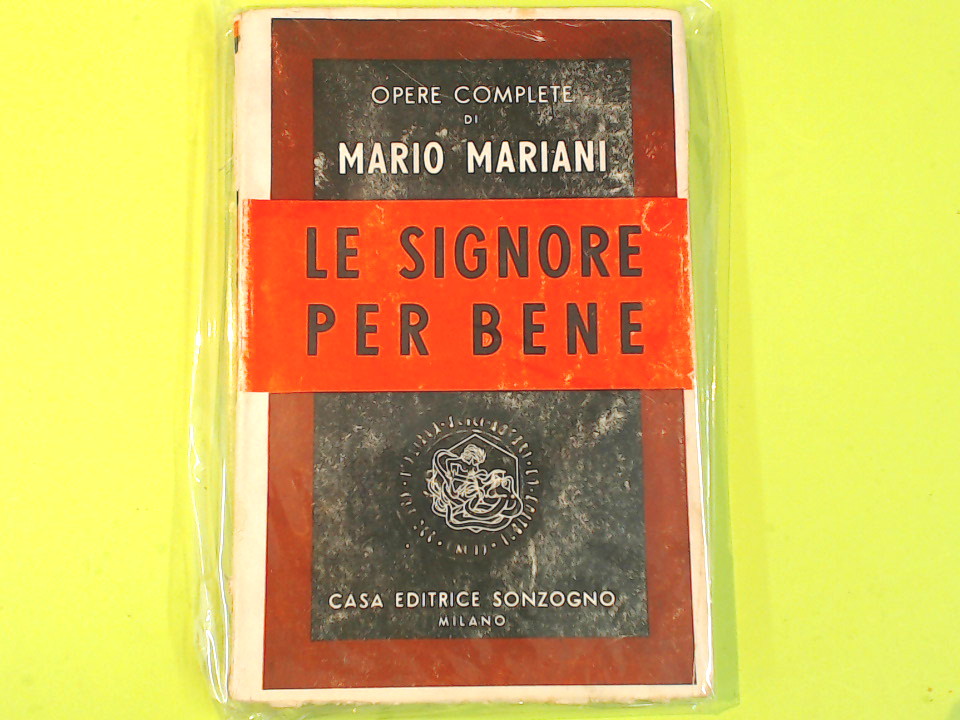 OPERE COMPLETE
DI
MARIO MARIANI
LE SIGNORE
PER BENE
CASA EDITRICE SONZOGNO
MILANO